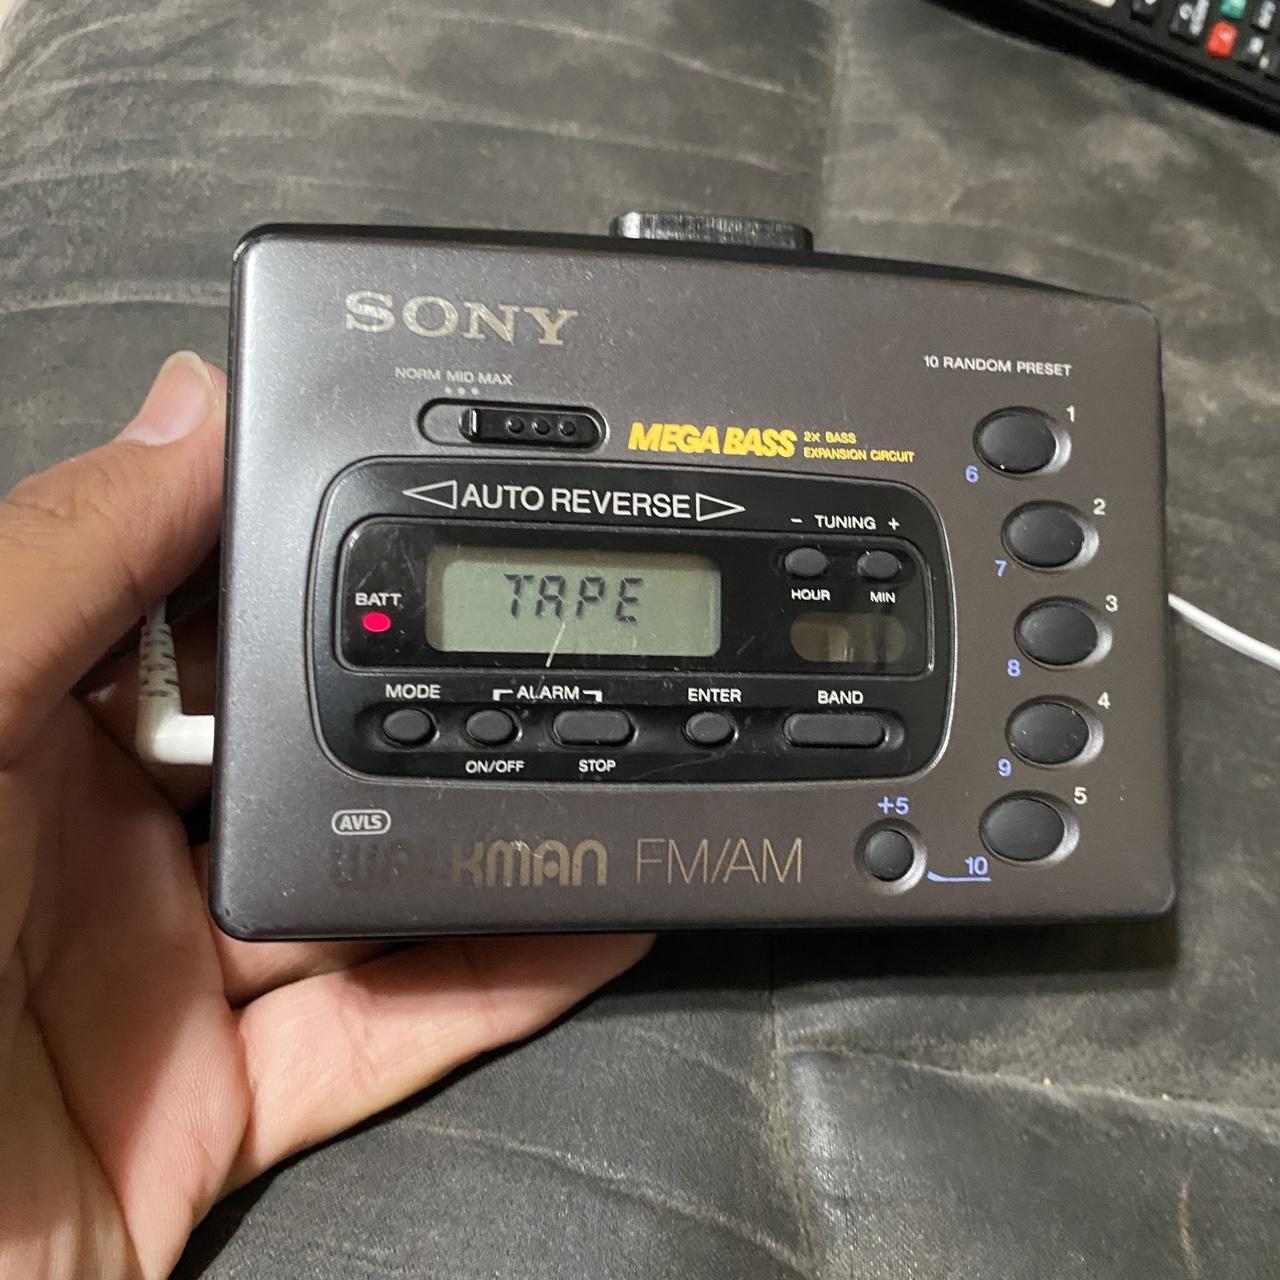 SONY
NORM MID MAX
10 RANDOM PRESET
MEGA BASS 2X BASS
EXPANSION CIRCUIT
1
6
AUTO REVERSE
- TUNING +
2
7
TAPE
BATT
HOUR MIN
3
8
MODE ALARM ENTER BAND
4
9
ON/OFF STOP
+5
5
AVLS
WALKMAN FM/AM
10